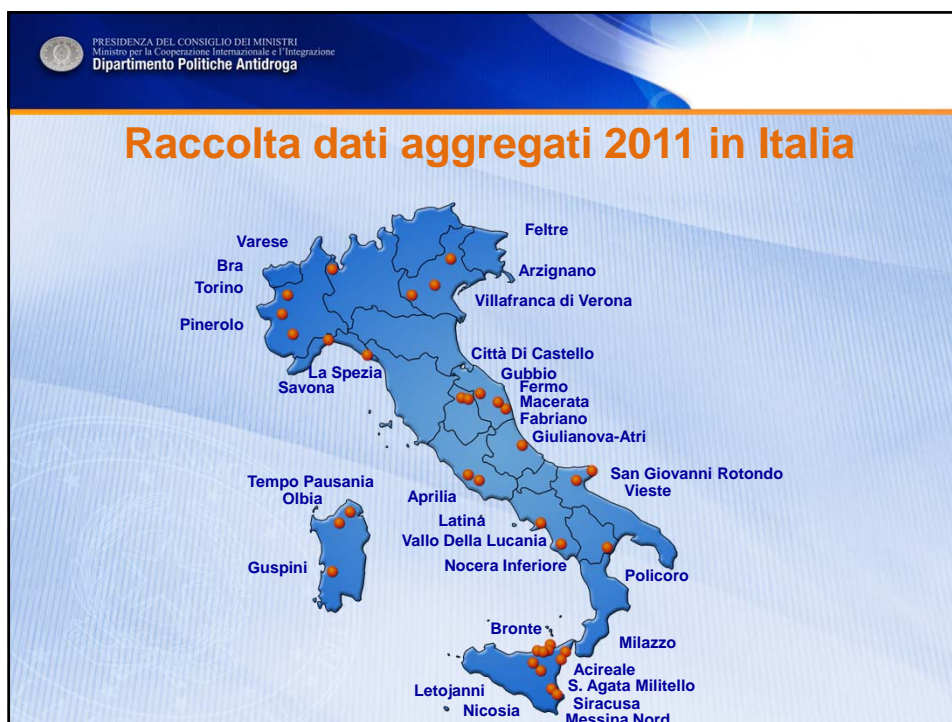 PRESIDENZA DEL CONSIGLIO DEI MINISTRI
Ministro per la Cooperazione Internazionale e l'Integrazione
Dipartimento Politiche Antidroga
Raccolta dati aggregati 2011 in Italia
Varese
Feltre
Bra
Arzignano
Torino
Villafranca di Verona
Pinerolo
Città Di Castello
La Spezia
Gubbio
Savona
Fermo
Macerata
Fabriano
Giulianova-Atri
San Giovanni Rotondo
Tempo Pausania
Vieste
Olbia
Aprilia
Latina
Vallo Della Lucania
Nocera Inferiore
Guspini
Policoro
Bronte
Milazzo
Acireale
Letojanni
S. Agata Militello
Nicosia
Siracusa
Messina Nord